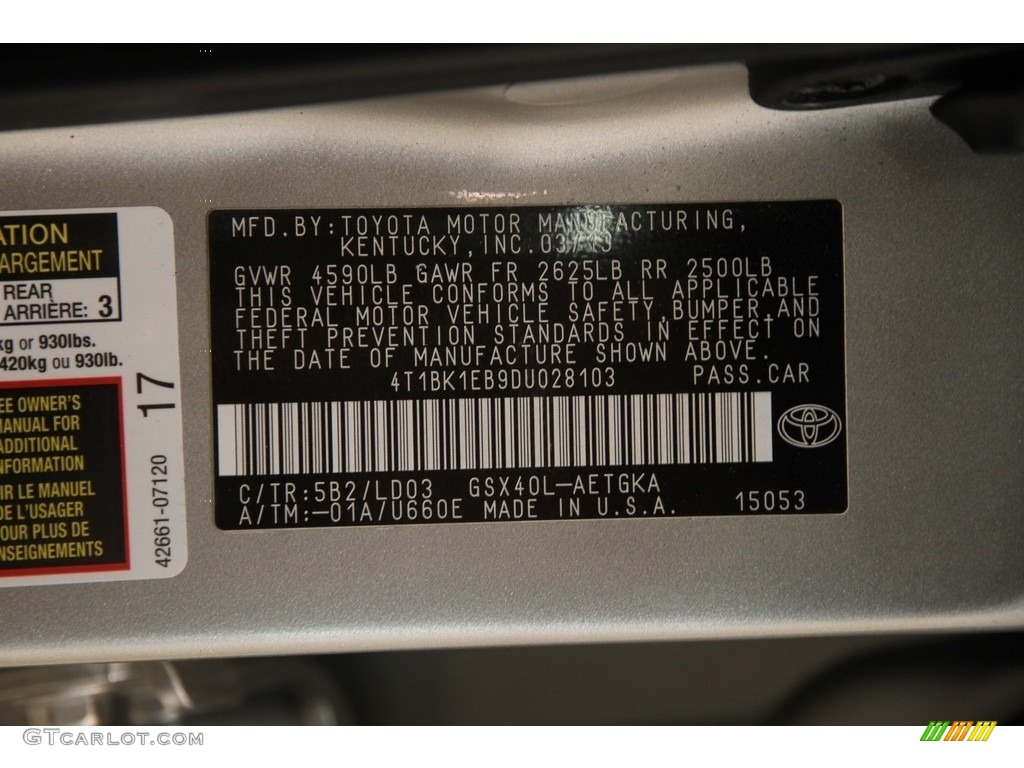 ATION
ARGEMENT
REAR
ARRIÈRE: 3
kg or 930lbs.
420kg ou 930lb.
EE OWNER'S
MANUAL FOR
ADDITIONAL
NFORMATION
IR LE MANUEL
DE L'USAGER
OUR PLUS DE
NSEIGNEMENTS
17
42661-07120
MFD.BY:TOYOTA MOTOR MANUFACTURING,
KENTUCKY,INC.03/13
GVWR 4590LB GAWR FR 2625LB RR 2500LB
THIS VEHICLE CONFORMS TO ALL APPLICABLE
FEDERAL MOTOR VEHICLE SAFETY,BUMPER,AND
THEFT PREVENTION STANDARDS IN EFFECT ON
THE DATE OF MANUFACTURE SHOWN ABOVE.
4T1BK1EB9DU028103 PASS.CAR
C/TR:5B2/LD03 GSX40L-AETGKA
A/TM:-01A/U660E MADE IN U.S.A. 15053
GTCARLOT.COM